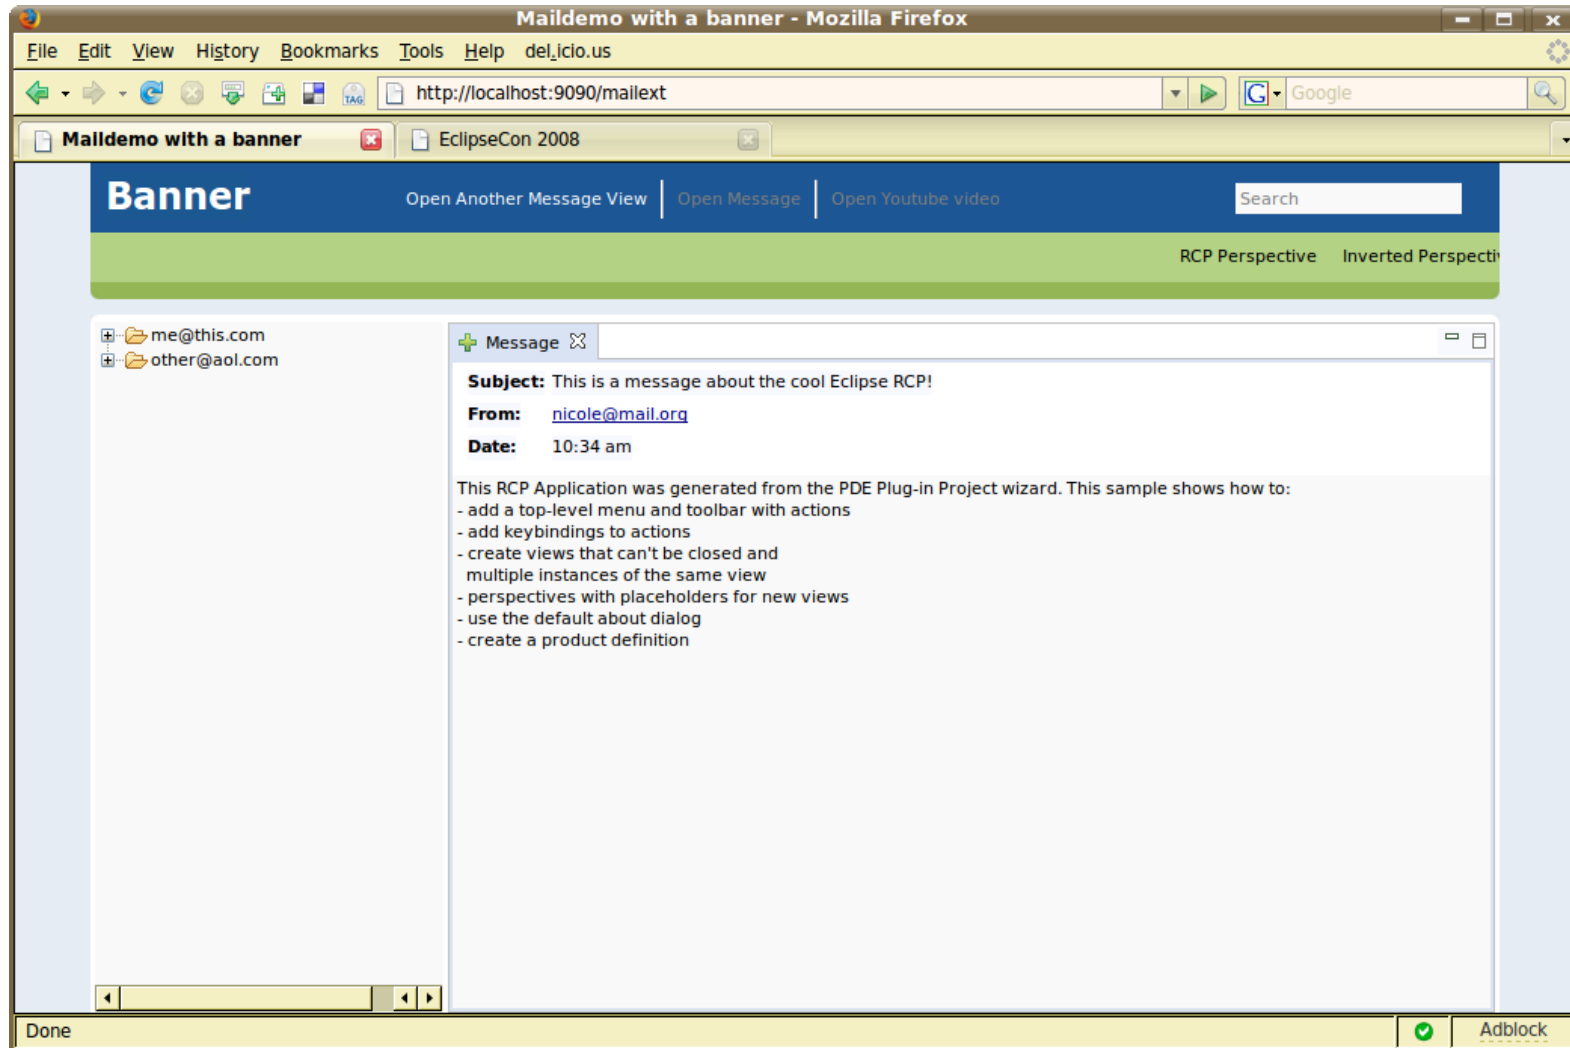 Maildemo with a banner - Mozilla Firefox
File Edit View History Bookmarks Tools Help del.icio.us
TAG http://localhost:9090/mailext G Google
Maildemo with a banner EclipseCon 2008
Banner Open Another Message View Open Message Open Youtube video Search
RCP Perspective Inverted Perspectiv
me@this.com
other@aol.com
Message
Subject: This is a message about the cool Eclipse RCP!
From: nicole@mail.org
Date: 10:34 am
This RCP Application was generated from the PDE Plug-in Project wizard. This sample shows how to:
- add a top-level menu and toolbar with actions
- add keybindings to actions
- create views that can't be closed and
multiple instances of the same view
- perspectives with placeholders for new views
- use the default about dialog
- create a product definition
Done Adblock